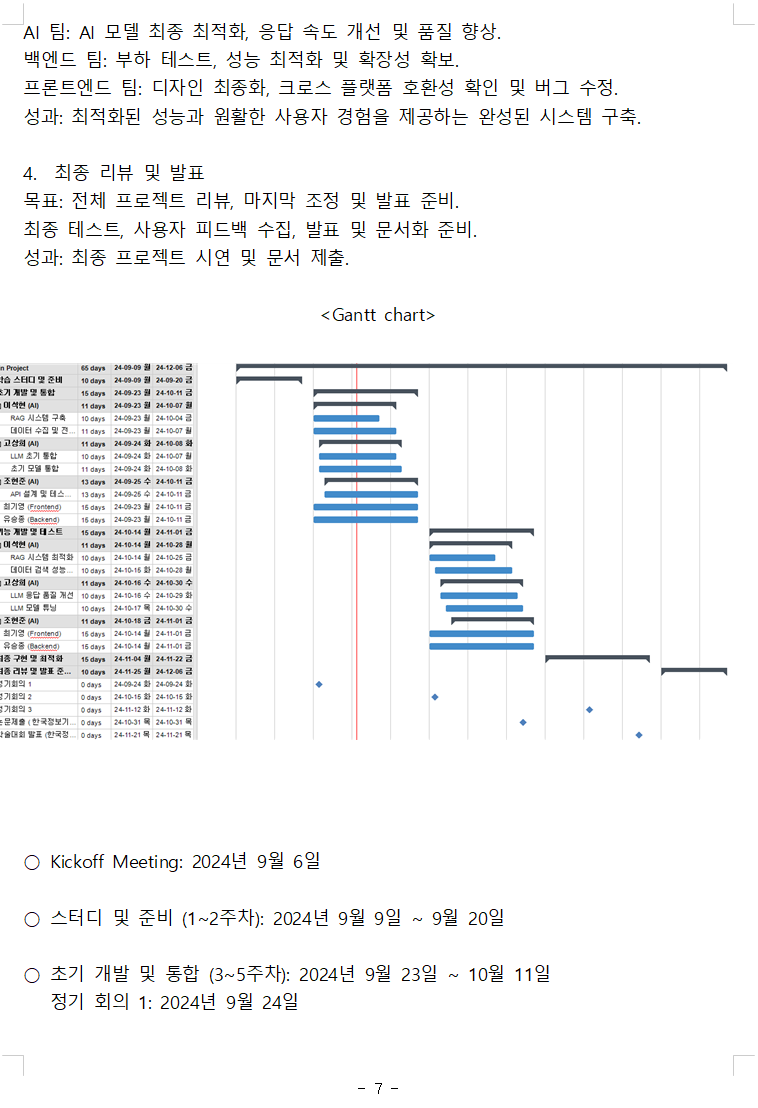 AI 팀: AI 모델 최종 최적화, 응답 속도 개선 및 품질 향상.
백엔드 팀: 부하 테스트, 성능 최적화 및 확장성 확보.
프론트엔드 팀: 디자인 최종화, 크로스 플랫폼 호환성 확인 및 버그 수정.
성과: 최적화된 성능과 원활한 사용자 경험을 제공하는 완성된 시스템 구축.
4. 최종 리뷰 및 발표
목표: 전체 프로젝트 리뷰, 마지막 조정 및 발표 준비.
최종 테스트, 사용자 피드백 수집, 발표 및 문서화 준비.
성과: 최종 프로젝트 시연 및 문서 제출.
<Gantt chart>
n Project 65 days 24-09-09 월 24-12-06 금
학습 스터디 및 준비 10 days 24-09-09 월 24-09-20 금
초기 개발 및 통합 15 days 24-09-23 월 24-10-11 금
이석현 (AI) 11 days 24-09-23 월 24-10-07 월
RAG 시스템 구축 10 days 24-09-23 월 24-10-04 금
데이터 수집 및 전... 11 days 24-09-23 월 24-10-07 월
고상희 (AI) 11 days 24-09-24 화 24-10-08 화
LLM 초기 통합 10 days 24-09-24 화 24-10-07 월
초기 모델 통합 11 days 24-09-24 화 24-10-08 화
조현준 (AI) 13 days 24-09-25 수 24-10-11 금
API 설계 및 테스... 13 days 24-09-25 수 24-10-11 금
최기영 (Frontend) 15 days 24-09-23 월 24-10-11 금
유승종 (Backend) 15 days 24-09-23 월 24-10-11 금
기능 개발 및 테스트 15 days 24-10-14 월 24-11-01 금
이석현 (AI) 11 days 24-10-14 월 24-10-28 월
RAG 시스템 최적화 10 days 24-10-14 월 24-10-25 금
데이터 검색 성능... 10 days 24-10-15 화 24-10-28 월
고상희 (AI) 11 days 24-10-16 수 24-10-30 수
LLM 응답 품질 개선 10 days 24-10-16 수 24-10-29 화
LLM 모델 튜닝 10 days 24-10-17 목 24-10-30 수
조현준 (AI) 11 days 24-10-18 금 24-11-01 금
최기영 (Frontend) 15 days 24-10-14 월 24-11-01 금
유승종 (Backend) 15 days 24-10-14 월 24-11-01 금
최종 구현 및 최적화 15 days 24-11-04 월 24-11-22 금
최종 리뷰 및 발표 준... 10 days 24-11-25 월 24-12-06 금
정기회의 1 0 days 24-09-24 화 24-09-24 화
정기회의 2 0 days 24-10-15 화 24-10-15 화
정기회의 3 0 days 24-11-12 화 24-11-12 화
논문제출 (한국정보기... 0 days 24-10-31 목 24-10-31 목
학술대회 발표 (한국정... 0 days 24-11-21 목 24-11-21 목
○ Kickoff Meeting: 2024년 9월 6일
○ 스터디 및 준비 (1~2주차): 2024년 9월 9일 ~ 9월 20일
○ 초기 개발 및 통합 (3~5주차): 2024년 9월 23일 ~ 10월 11일
정기 회의 1: 2024년 9월 24일
- 7 -